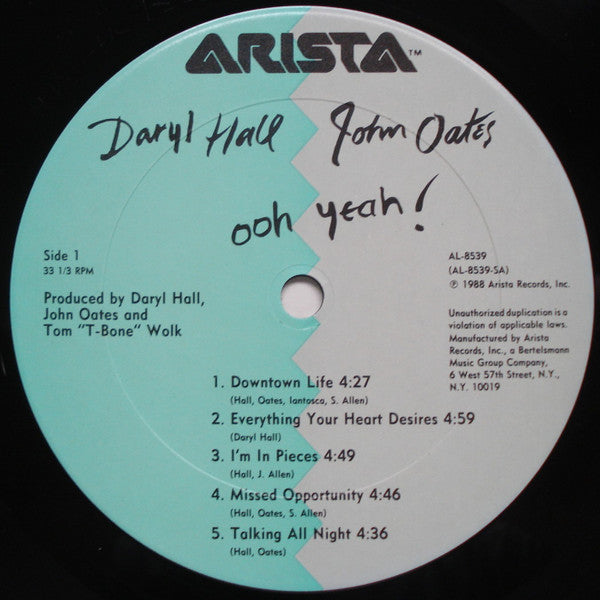 ARISTA™
Daryl Hall John Oates
ooh yeah!
Side 1
33 1/3 RPM
Produced by Daryl Hall,
John Oates and
Tom "T-Bone" Wolk
AL-8539
(AL-8539-SA)
℗ 1988 Arista Records, Inc.
Unauthorized duplication is a
violation of applicable laws.
Manufactured by Arista
Records, Inc., a Bertelsmann
Music Group Company,
6 West 57th Street, N.Y.,
N.Y. 10019
1. Downtown Life 4:27
(Hall, Oates, Iantosca, S. Allen)
2. Everything Your Heart Desires 4:59
(Daryl Hall)
3. I'm In Pieces 4:49
(Hall, J. Allen)
4. Missed Opportunity 4:46
(Hall, Oates, S. Allen)
5. Talking All Night 4:36
(Hall, Oates)